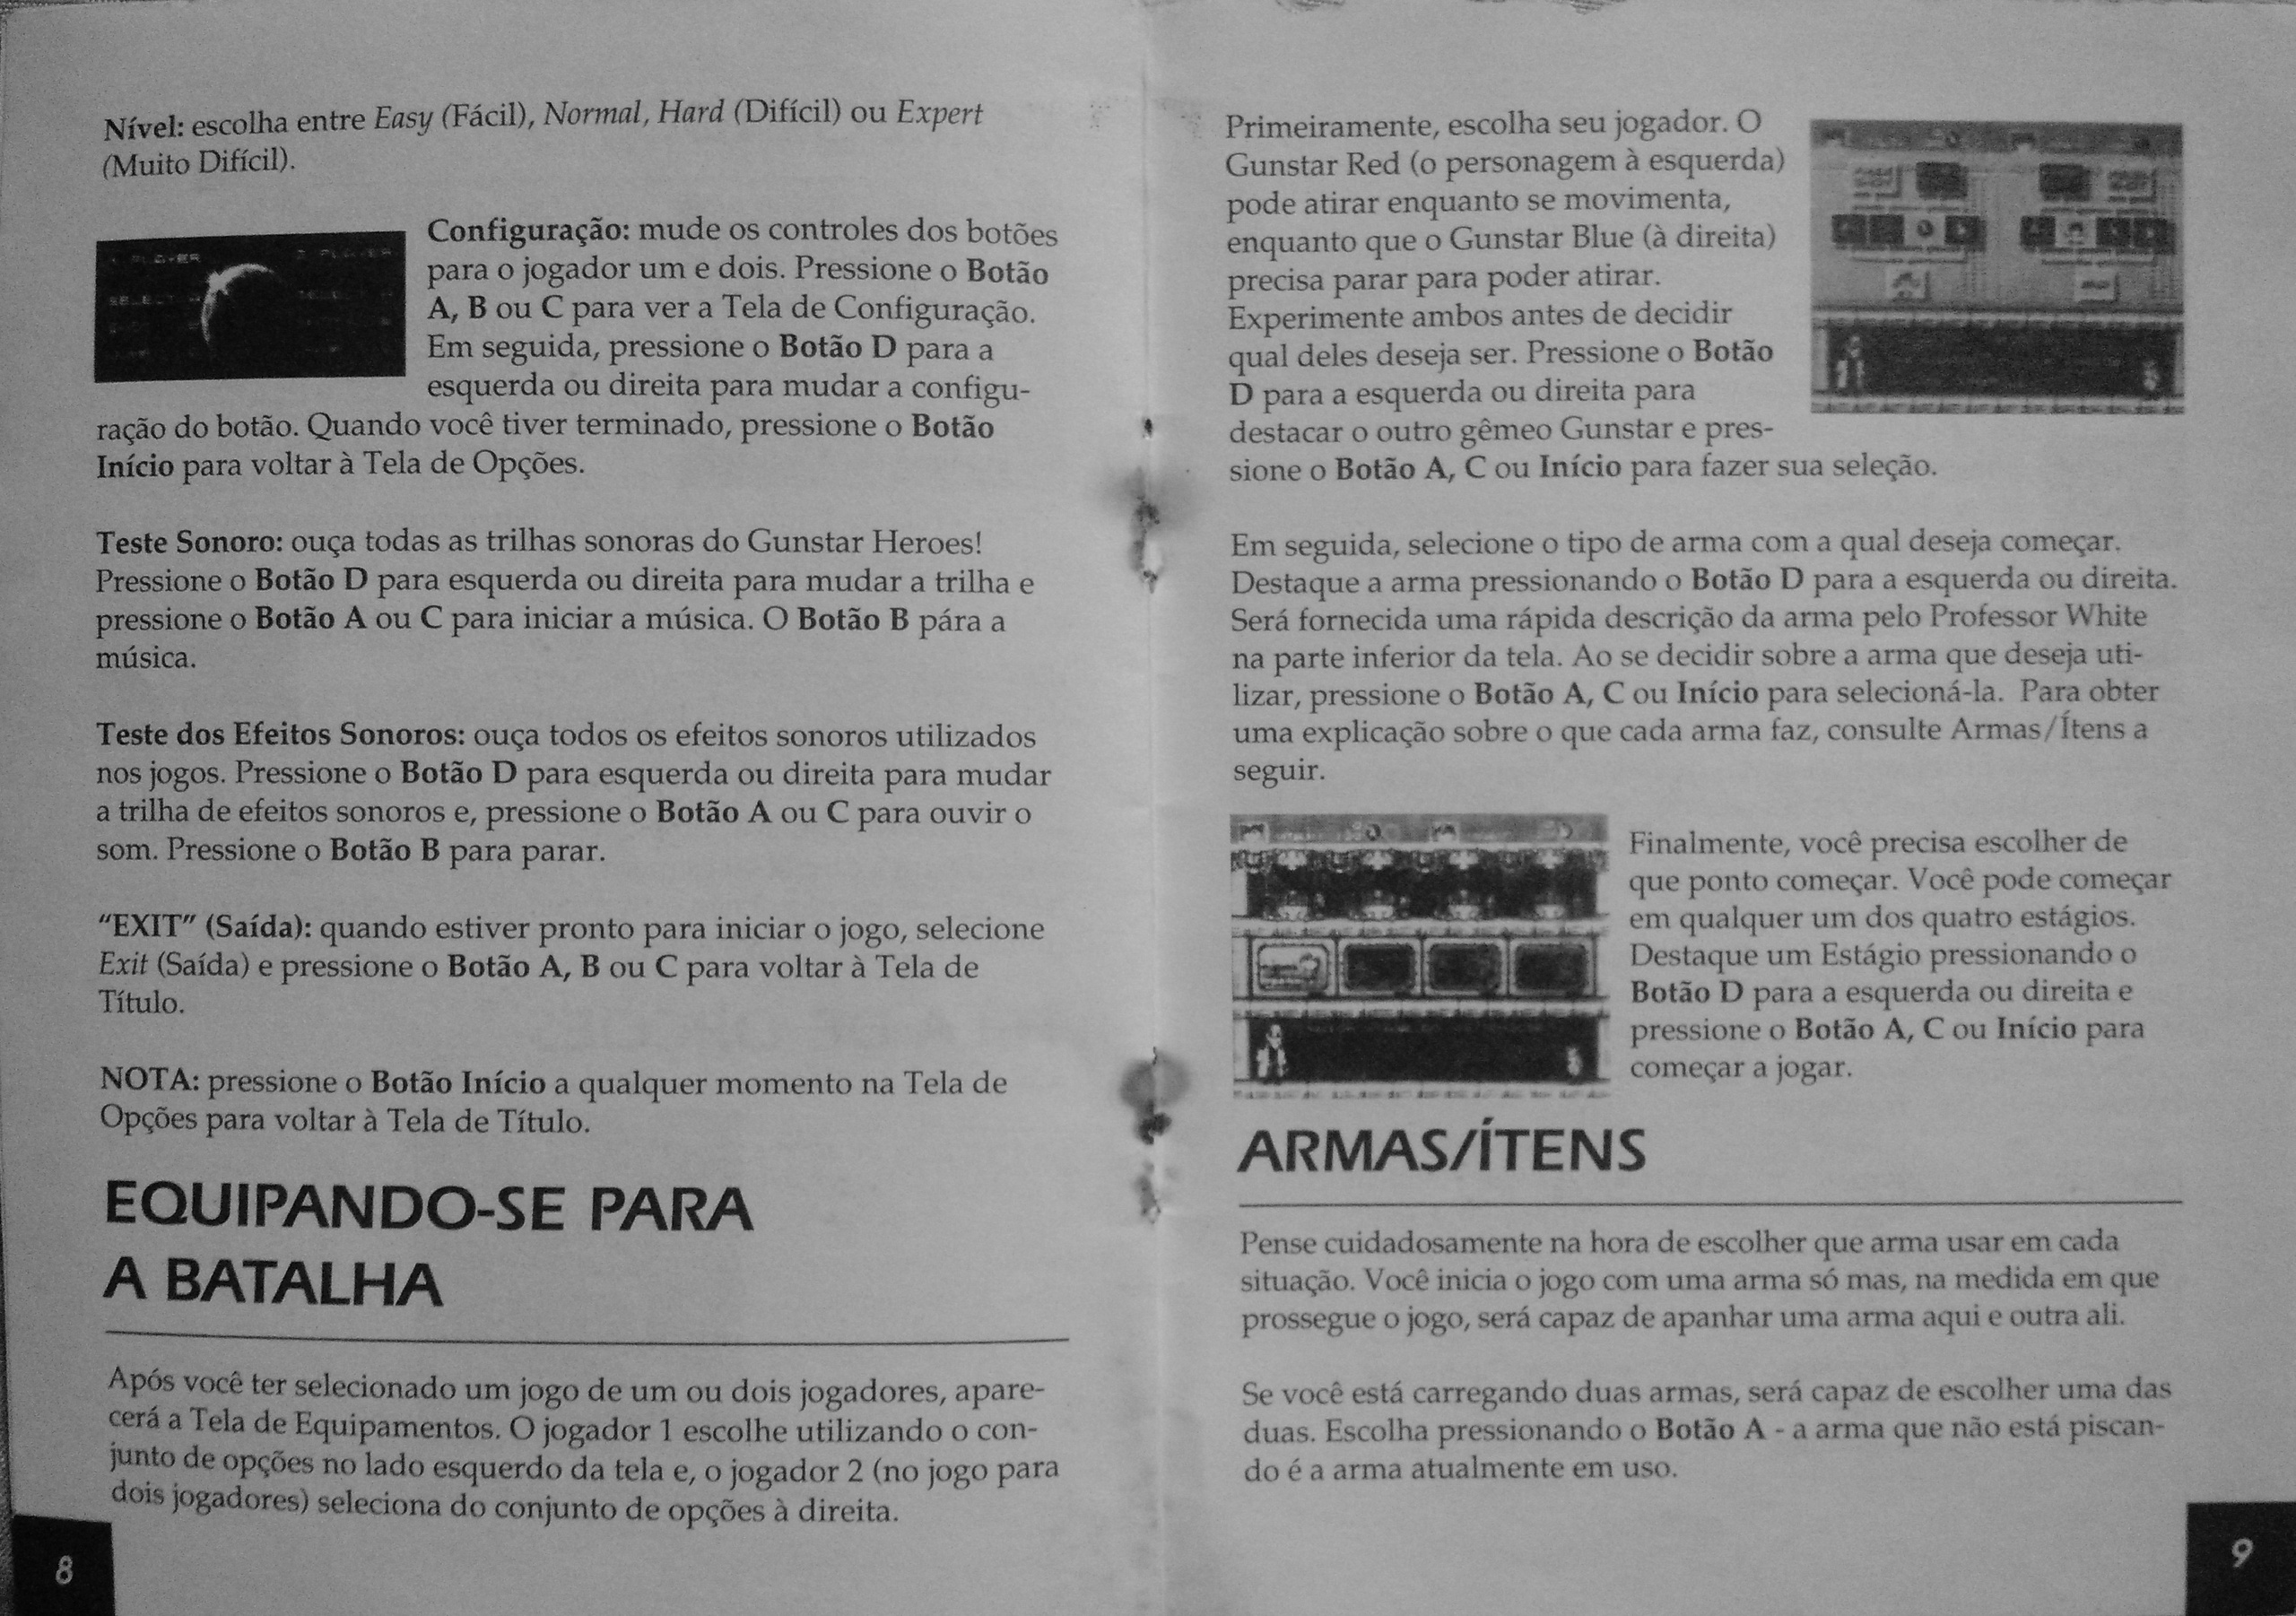 Nível: escolha entre Easy (Fácil), Normal, Hard (Difícil) ou Expert
(Muito Difícil).
1 PLAYER
Configuração: mude os controles dos botões
para o jogador um e dois. Pressione o Botão
A, B ou C para ver a Tela de Configuração.
Em seguida, pressione o Botão D para a
esquerda ou direita para mudar a configu-
ração do botão. Quando você tiver terminado, pressione o Botão
Início para voltar à Tela de Opções.
Teste Sonoro: ouça todas as trilhas sonoras do Gunstar Heroes!
Pressione o Botão D para esquerda ou direita para mudar a trilha e
pressione o Botão A ou C para iniciar a música. O Botão B pára a
música.
Teste dos Efeitos Sonoros: ouça todos os efeitos sonoros utilizados
nos jogos. Pressione o Botão D para esquerda ou direita para mudar
a trilha de efeitos sonoros e, pressione o Botão A ou C para ouvir o
som. Pressione o Botão B para parar.
"EXIT" (Saída): quando estiver pronto para iniciar o jogo, selecione
Exit (Saída) e pressione o Botão A, B ou C para voltar à Tela de
Título.
NOTA: pressione o Botão Início a qualquer momento na Tela de
Opções para voltar à Tela de Título.
EQUIPANDO-SE PARA
A BATALHA
Após você ter selecionado um jogo de um ou dois jogadores, apare-
cerá a Tela de Equipamentos. O jogador 1 escolhe utilizando o con-
junto de opções no lado esquerdo da tela e, o jogador 2 (no jogo para
dois jogadores) seleciona do conjunto de opções à direita.
8
Primeiramente, escolha seu jogador. O
Gunstar Red (o personagem à esquerda)
pode atirar enquanto se movimenta,
enquanto que o Gunstar Blue (à direita)
precisa parar para poder atirar.
Experimente ambos antes de decidir
qual deles deseja ser. Pressione o Botão
D para a esquerda ou direita para
destacar o outro gêmeo Gunstar e pres-
sione o Botão A, C ou Início para fazer sua seleção.
Em seguida, selecione o tipo de arma com a qual deseja começar.
Destaque a arma pressionando o Botão D para a esquerda ou direita.
Será fornecida uma rápida descrição da arma pelo Professor White
na parte inferior da tela. Ao se decidir sobre a arma que deseja uti-
lizar, pressione o Botão A, C ou Início para selecioná-la. Para obter
uma explicação sobre o que cada arma faz, consulte Armas/Ítens a
seguir.
Finalmente, você precisa escolher de
que ponto começar. Você pode começar
em qualquer um dos quatro estágios.
Destaque um Estágio pressionando o
Botão D para a esquerda ou direita e
pressione o Botão A, C ou Início para
começar a jogar.
ARMAS/ÍTENS
Pense cuidadosamente na hora de escolher que arma usar em cada
situação. Você inicia o jogo com uma arma só mas, na medida em que
prossegue o jogo, será capaz de apanhar uma arma aqui e outra ali.
Se você está carregando duas armas, será capaz de escolher uma das
duas. Escolha pressionando o Botão A - a arma que não está piscan-
do é a arma atualmente em uso.
9